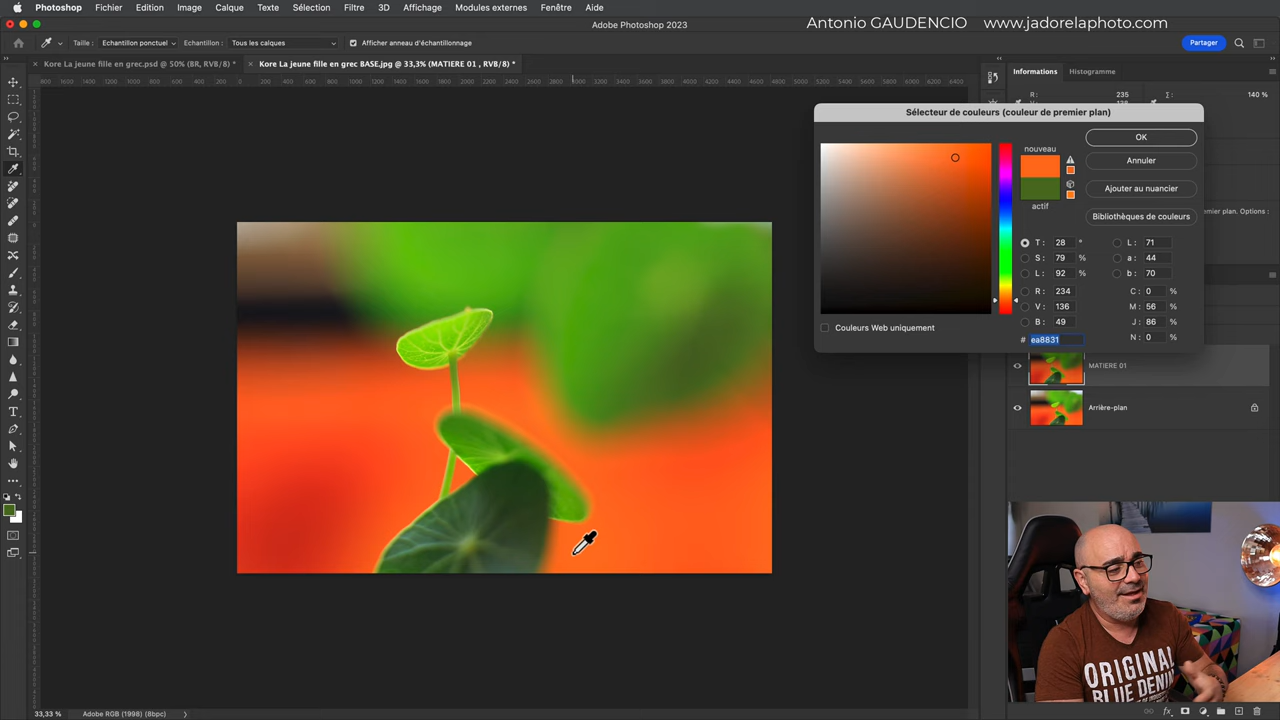 Photoshop Fichier Edition Image Calque Texte Sélection Filtre 3D Affichage Modules externes Fenêtre Aide
Adobe Photoshop 2023
Antonio GAUDENCIO www.jadorelaphoto.com
Taille : Echantillon ponctuel Echantillon : Tous les calques Afficher anneau d'échantillonnage
Partager
Kore La jeune fille en grec.psd @ 50% (BR, RVB/8) *
Kore La jeune fille en grec BASE.jpg @ 33,3% (MATIERE 01 , RVB/8) *
Informations Histogramme
R : 235 140 %
Sélecteur de couleurs (couleur de premier plan)
nouveau
actif
OK
Annuler
Ajouter au nuancier
Bibliothèques de couleurs
T : 28 ° L : 71
S : 79 % a : 44
L : 92 % b : 70
R : 234 C : 0 %
V : 136 M : 56 %
B : 49 J : 86 %
# ea8831 N : 0 %
Couleurs Web uniquement
premier plan. Options :
MATIERE 01
Arrière-plan
ORIGINAL
BLUE DENIM
33,33 % Adobe RGB (1998) (8bpc)